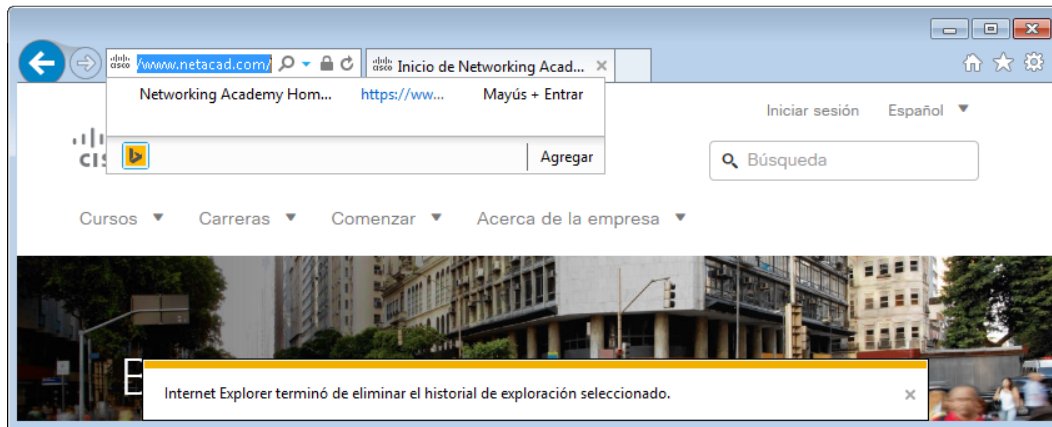 /www.netacad.com/
Inicio de Networking Acad...
Networking Academy Hom... https://ww... Mayús + Entrar
Agregar
Iniciar sesión Español
CIS
Búsqueda
Cursos Carreras Comenzar Acerca de la empresa
E
Internet Explorer terminó de eliminar el historial de exploración seleccionado.